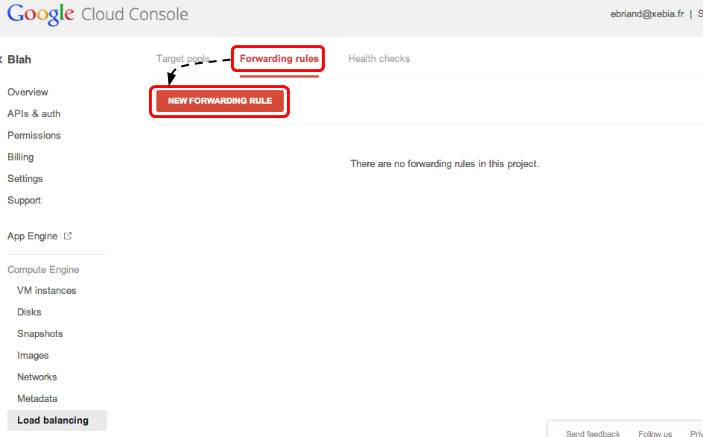 Google Cloud Console
ebriand@xebia.fr | S
Blah
Target pools Forwarding rules Health checks
NEW FORWARDING RULE
There are no forwarding rules in this project.
Overview
APIs & auth
Permissions
Billing
Settings
Support
App Engine
Compute Engine
VM instances
Disks
Snapshots
Images
Networks
Metadata
Load balancing
Send feedback Follow us Priv